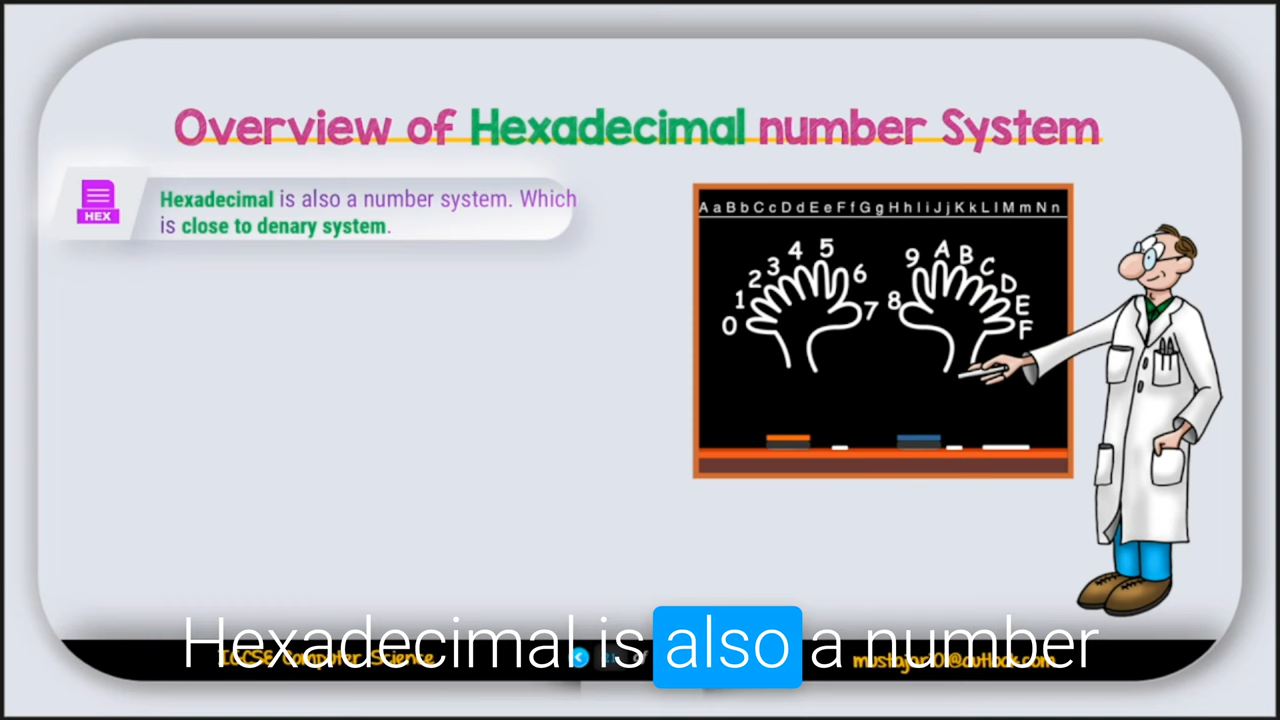 Overview of Hexadecimal number System
HEX
Hexadecimal is also a number system. Which
is close to denary system.
AaBbCcDdEeFfGgHhIiJjKkLlMmNn
0 1 2 3 4 5 6 7 8 9 A B C D E F
Hexadecimal is also a number
IGCSE Computer Science
of